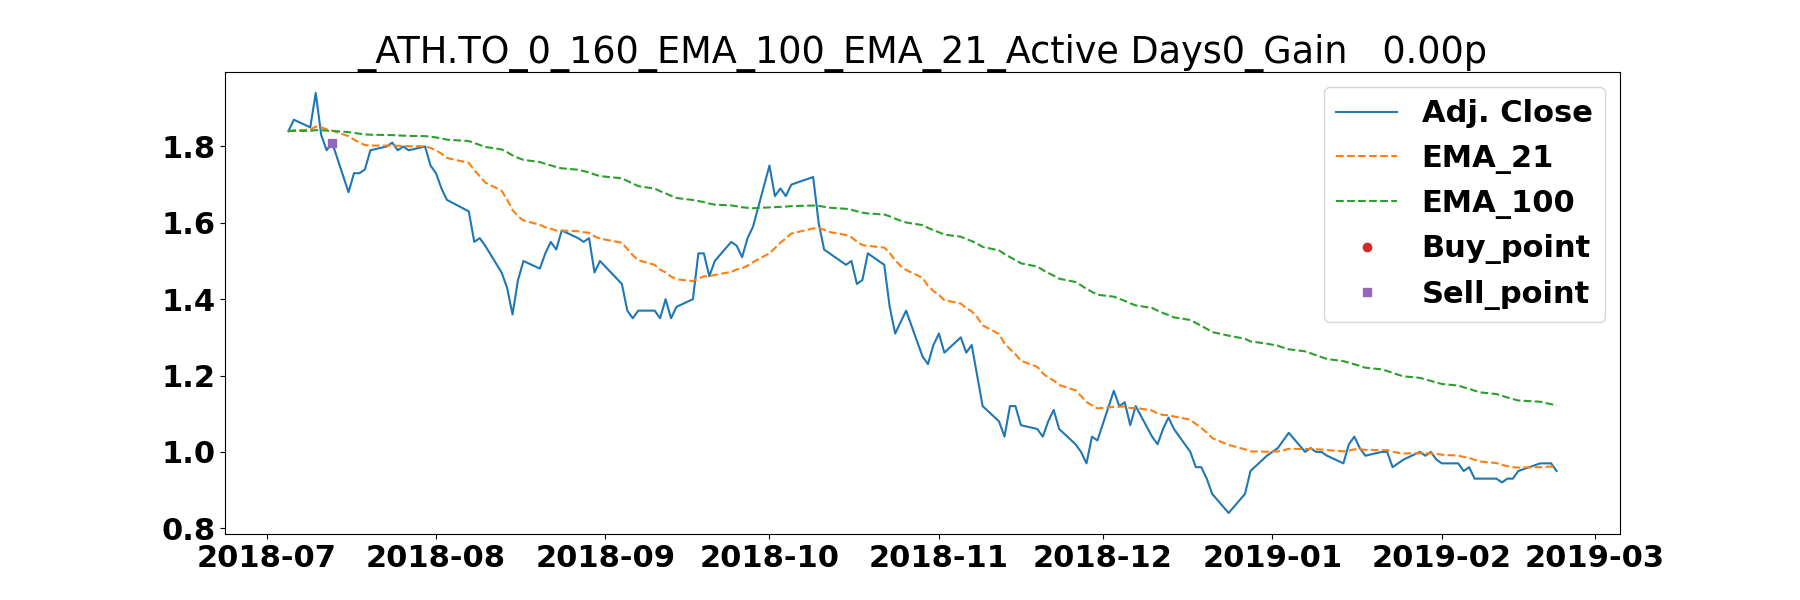 _ATH.TO_0_160_EMA_100_EMA_21_Active Days0_Gain   0.00p
Adj. Close
EMA_21
EMA_100
Buy_point
Sell_point
1.8
1.6
1.4
1.2
1.0
0.8
2018-07 2018-08 2018-09 2018-10 2018-11 2018-12 2019-01 2019-02 2019-03